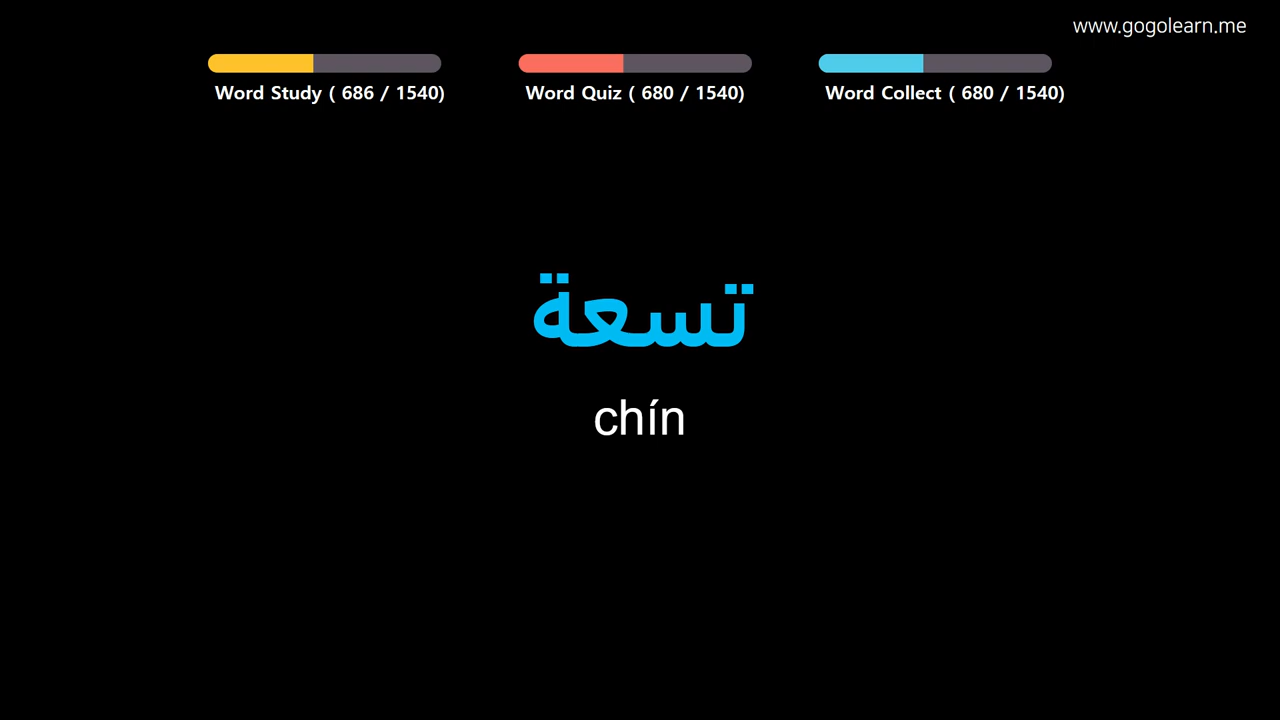 www.gogolearn.me
Word Study ( 686 / 1540)
Word Quiz ( 680 / 1540)
Word Collect ( 680 / 1540)
تسعة
chín